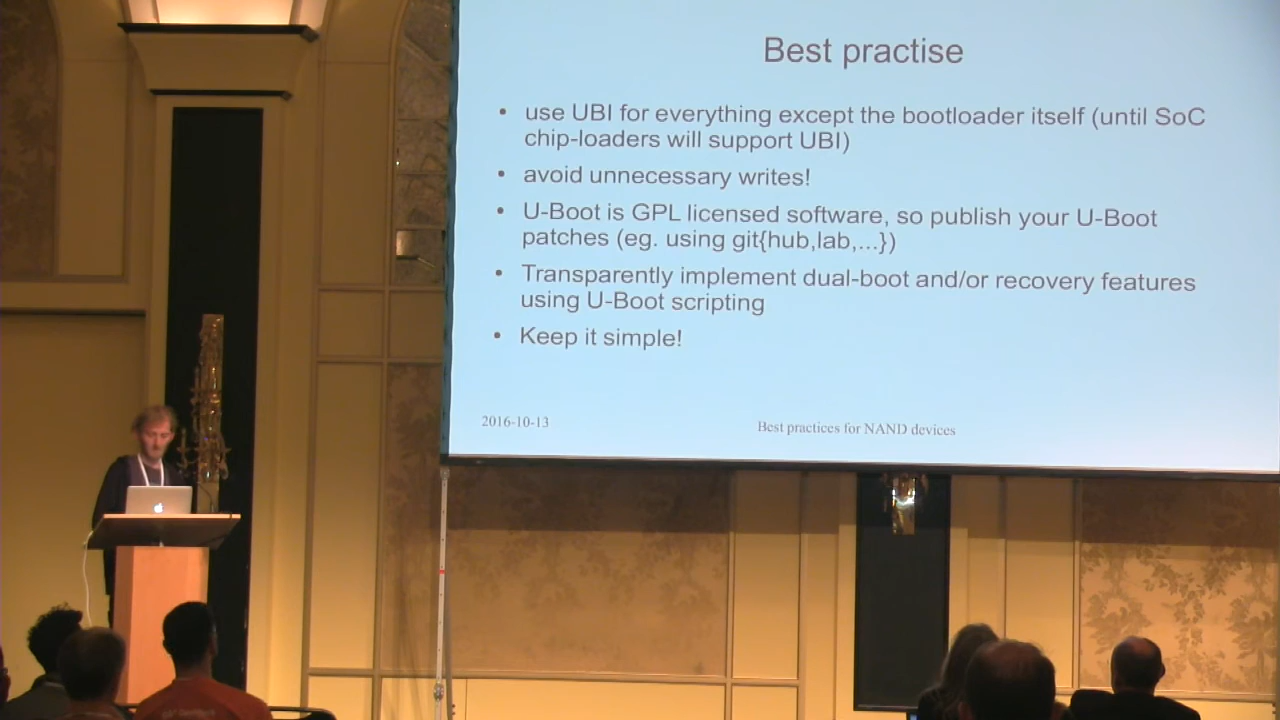 Best practise
• use UBI for everything except the bootloader itself (until SoC
chip-loaders will support UBI)
• avoid unnecessary writes!
• U-Boot is GPL licensed software, so publish your U-Boot
patches (eg. using git{hub,lab,...})
• Transparently implement dual-boot and/or recovery features
using U-Boot scripting
• Keep it simple!
2016-10-13
Best practices for NAND devices